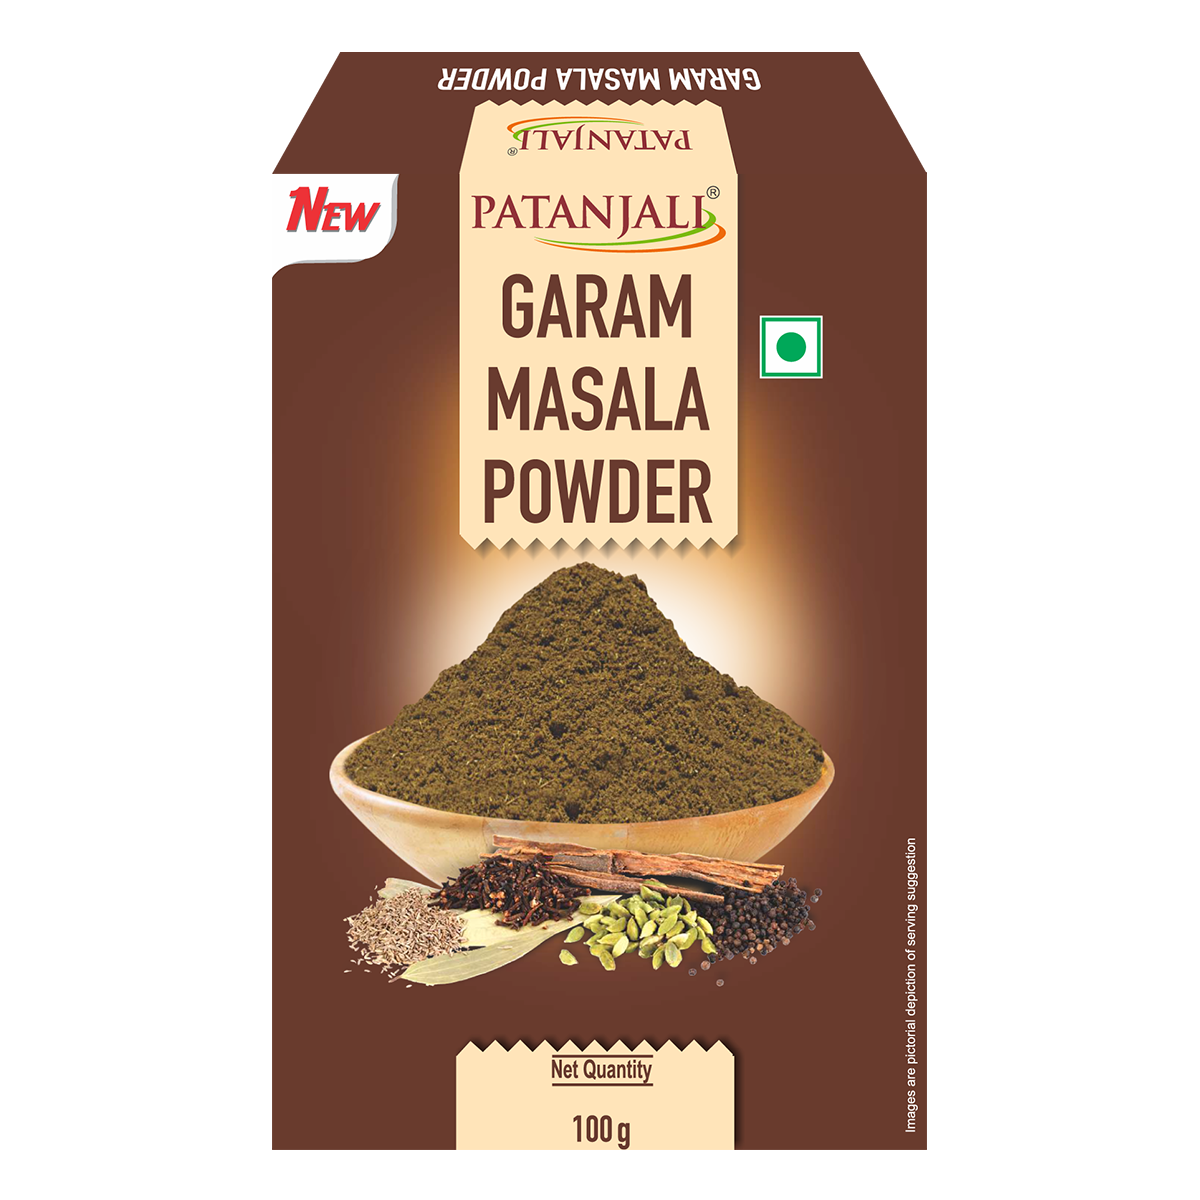 GARAM MASALA POWDER
PATANJALI®
NEW
PATANJALI®
GARAM
MASALA
POWDER
Images are pictorial depiction of serving suggestion
Net Quantity
100 g